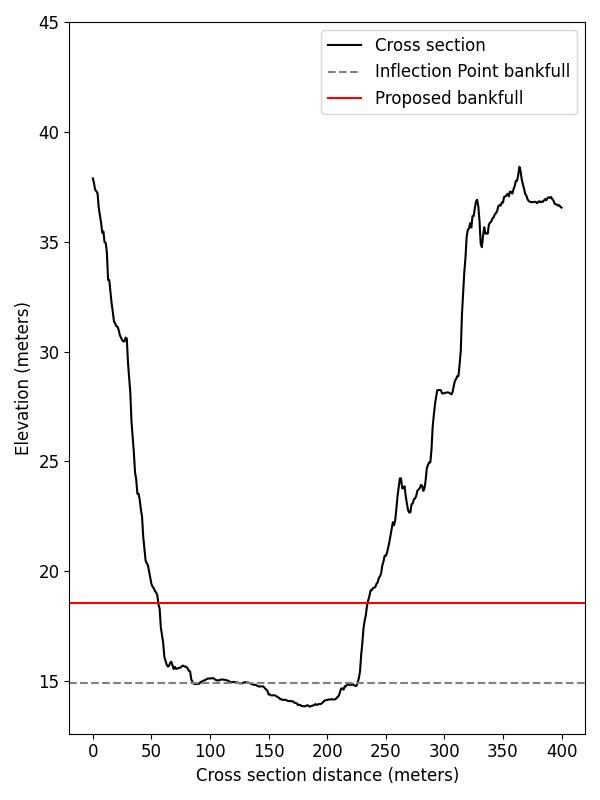 45
40
35
30
25
20
15
Elevation (meters)
Cross section
Inflection Point bankfull
Proposed bankfull
0 50 100 150 200 250 300 350 400
Cross section distance (meters)